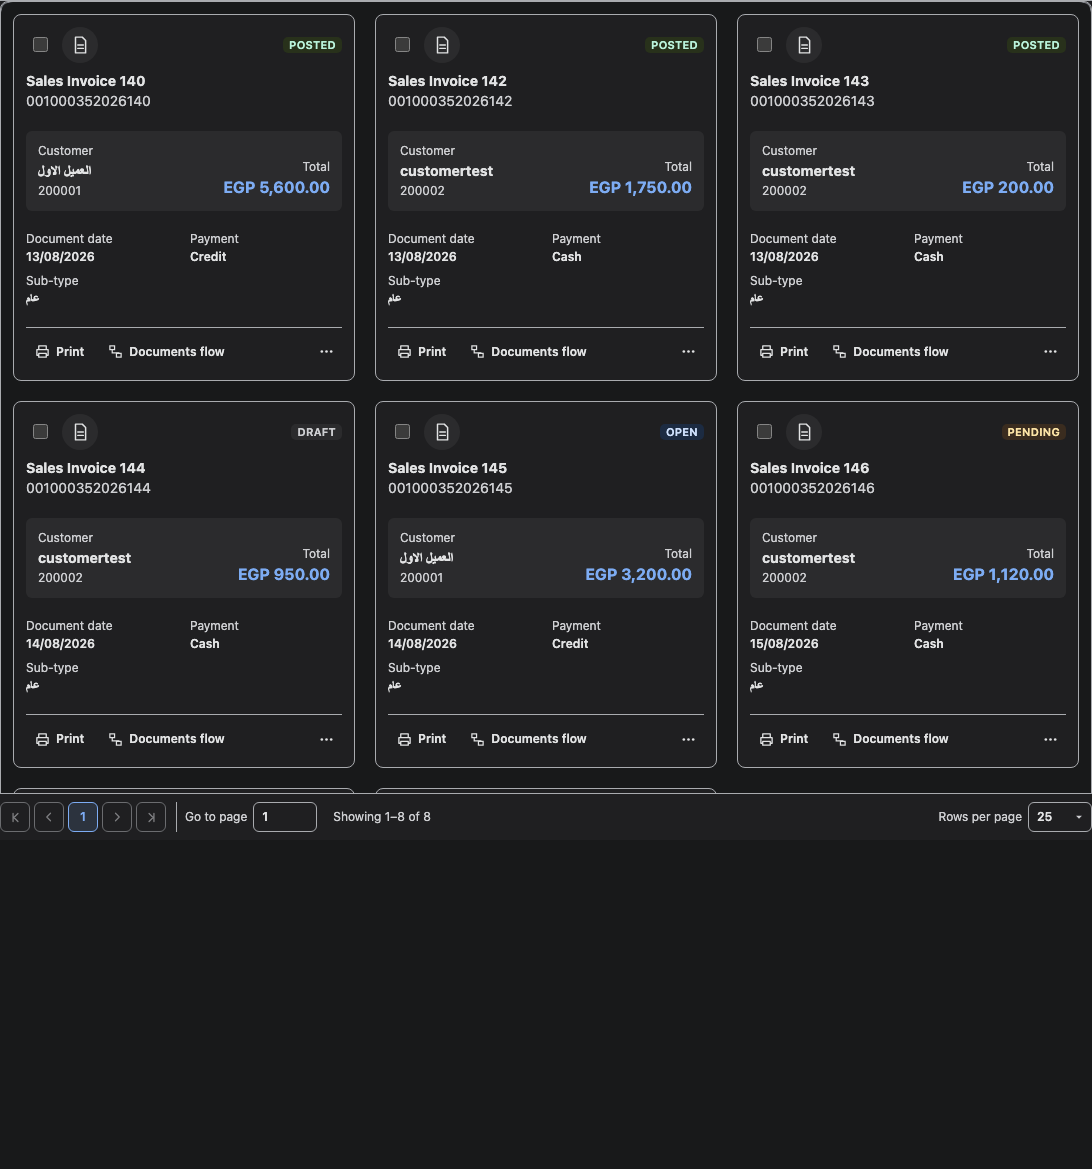 POSTED
Sales Invoice 140
001000352026140
Customer
العميل الاول
200001
Total
EGP 5,600.00
Document date
13/08/2026
Payment
Credit
Sub-type
عام
Print
Documents flow
POSTED
Sales Invoice 142
001000352026142
Customer
customertest
200002
Total
EGP 1,750.00
Document date
13/08/2026
Payment
Cash
Sub-type
عام
Print
Documents flow
POSTED
Sales Invoice 143
001000352026143
Customer
customertest
200002
Total
EGP 200.00
Document date
13/08/2026
Payment
Cash
Sub-type
عام
Print
Documents flow
DRAFT
Sales Invoice 144
001000352026144
Customer
customertest
200002
Total
EGP 950.00
Document date
14/08/2026
Payment
Cash
Sub-type
عام
Print
Documents flow
OPEN
Sales Invoice 145
001000352026145
Customer
العميل الاول
200001
Total
EGP 3,200.00
Document date
14/08/2026
Payment
Credit
Sub-type
عام
Print
Documents flow
PENDING
Sales Invoice 146
001000352026146
Customer
customertest
200002
Total
EGP 1,120.00
Document date
15/08/2026
Payment
Cash
Sub-type
عام
Print
Documents flow
1
Go to page
1
Showing 1–8 of 8
Rows per page
25